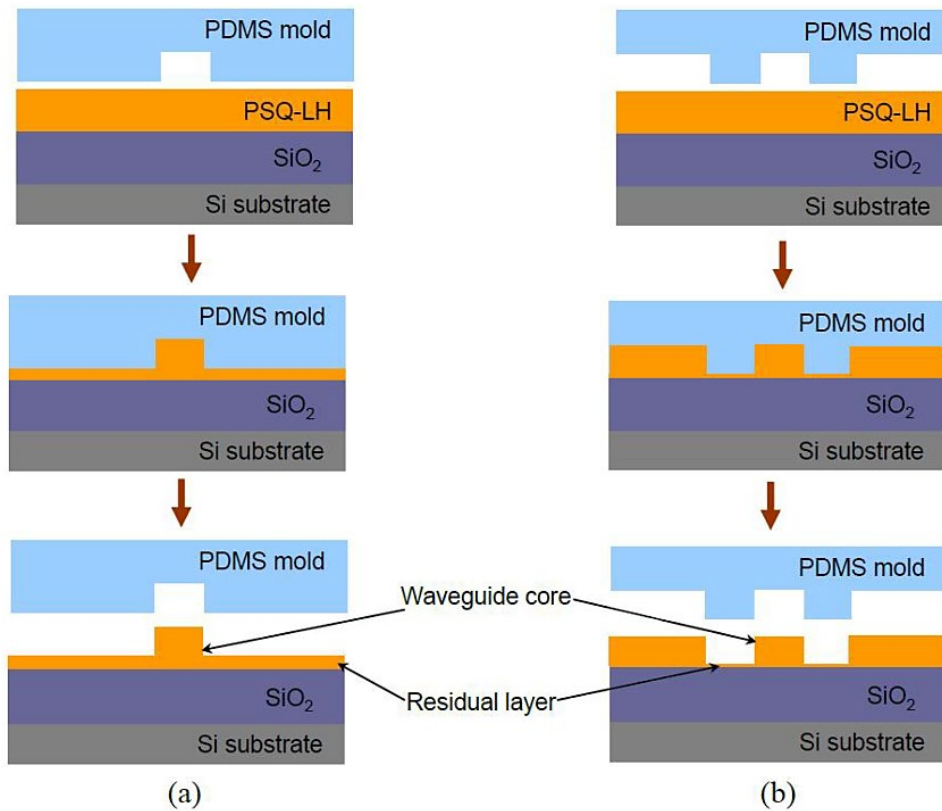 PDMS mold
PSQ-LH
SiO₂
Si substrate
PDMS mold
SiO₂
Si substrate
PDMS mold
SiO₂
Si substrate
(a)
Waveguide core
Residual layer
PDMS mold
PSQ-LH
SiO₂
Si substrate
PDMS mold
SiO₂
Si substrate
PDMS mold
SiO₂
Si substrate
(b)